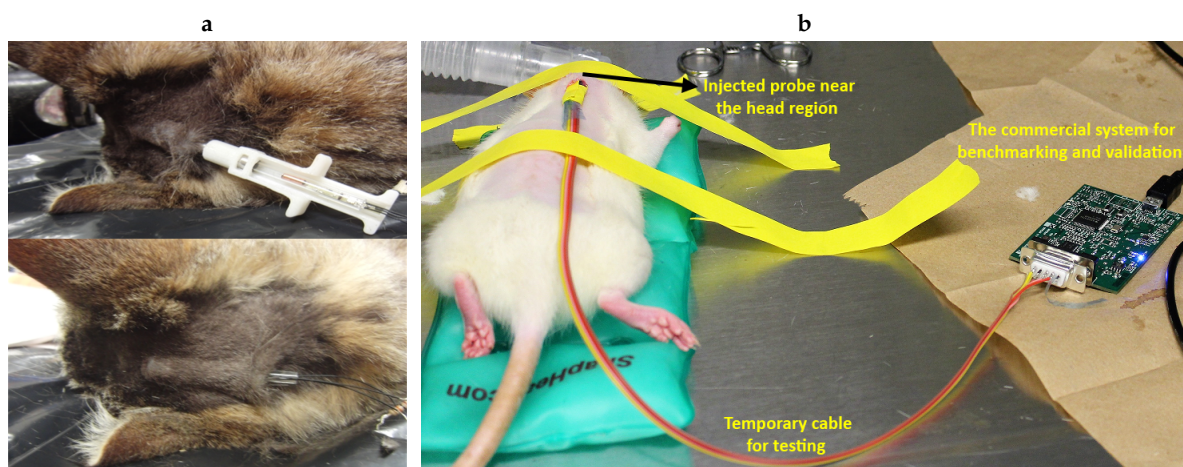 a
b
Injected probe near
the head region
The commercial system for
benchmarking and validation
SnapHeat.com
Temporary cable
for testing